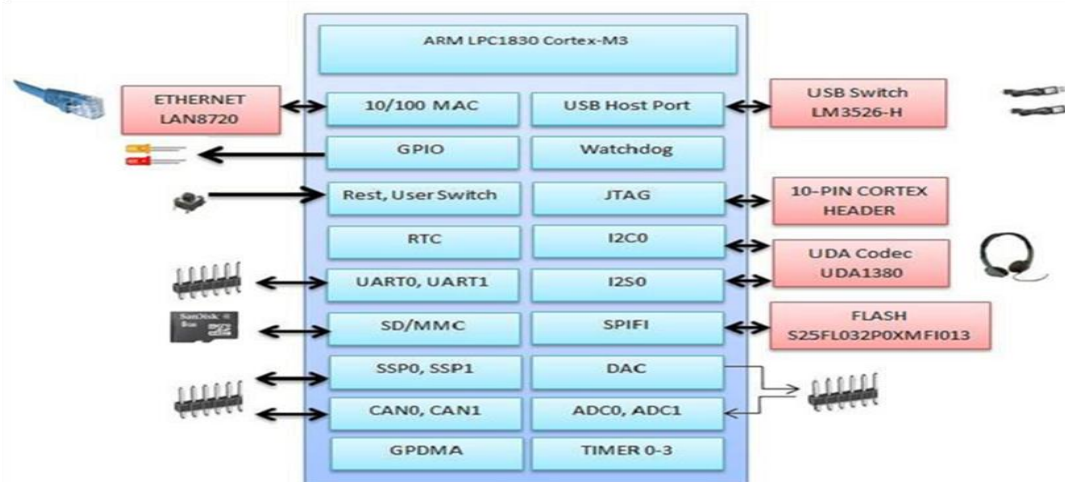 ARM LPC1830 Cortex-M3
ETHERNET
LAN8720
10/100 MAC
USB Host Port
USB Switch
LM3526-H
GPIO
Watchdog
Rest, User Switch
JTAG
10-PIN CORTEX
HEADER
RTC
I2C0
UDA Codec
UDA1380
UART0, UART1
I2S0
SanDisk
SD/MMC
SPIFI
FLASH
S25FL032P0XMFI013
SSP0, SSP1
DAC
CAN0, CAN1
ADC0, ADC1
GPDMA
TIMER 0-3